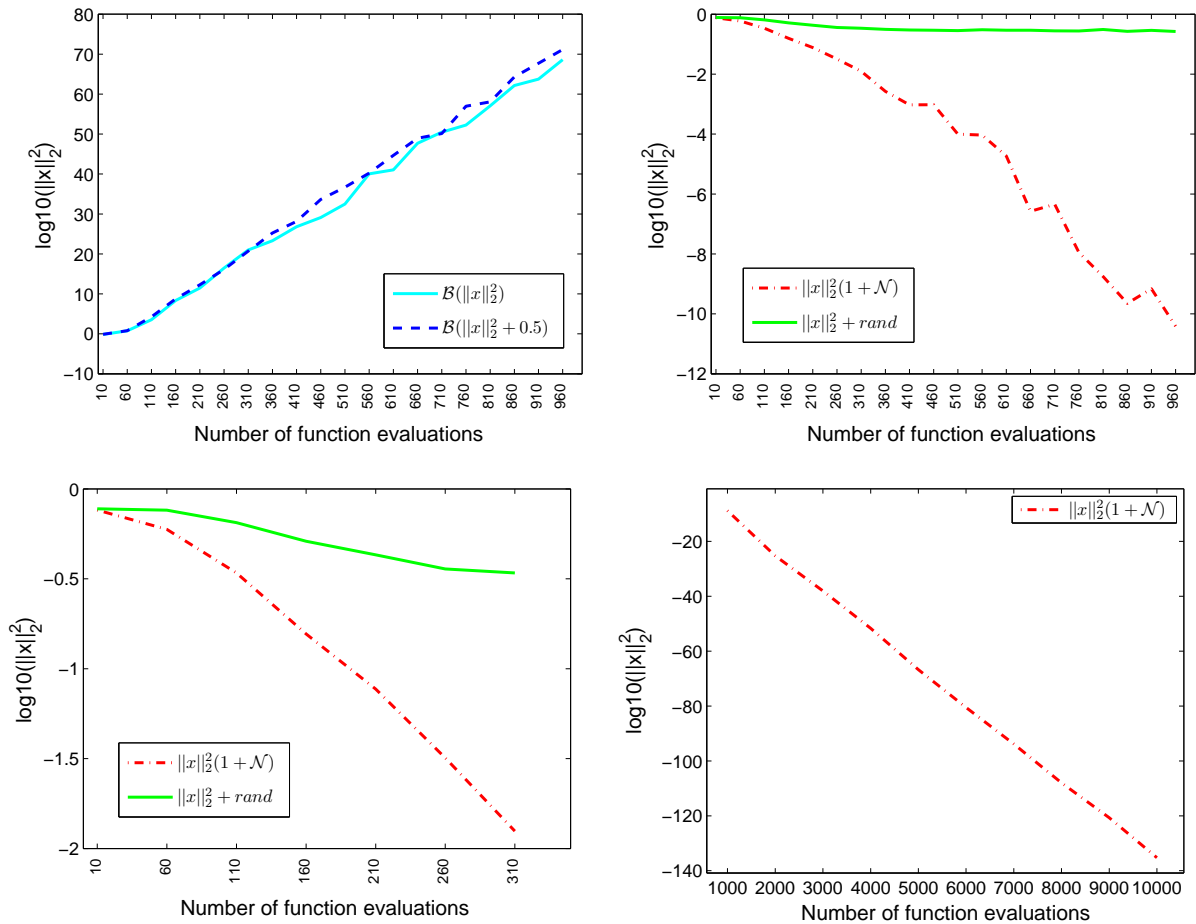 80
70
60
50
40
30
20
10
0
−10
log10(||x||₂²)
10 60 110 160 210 260 310 360 410 460 510 560 610 660 710 760 810 860 910 960
Number of function evaluations
ℬ(||x||₂²)
ℬ(||x||₂² + 0.5)
0
−2
−4
−6
−8
−10
−12
log10(||x||₂²)
10 60 110 160 210 260 310 360 410 460 510 560 610 660 710 760 810 860 910 960
Number of function evaluations
||x||₂²(1 + 𝒩)
||x||₂² + rand
0
−0.5
−1
−1.5
−2
log10(||x||₂²)
10 60 110 160 210 260 310
Number of function evaluations
||x||₂²(1 + 𝒩)
||x||₂² + rand
−20
−40
−60
−80
−100
−120
−140
log10(||x||₂²)
1000 2000 3000 4000 5000 6000 7000 8000 9000 10000
Number of function evaluations
||x||₂²(1 + 𝒩)